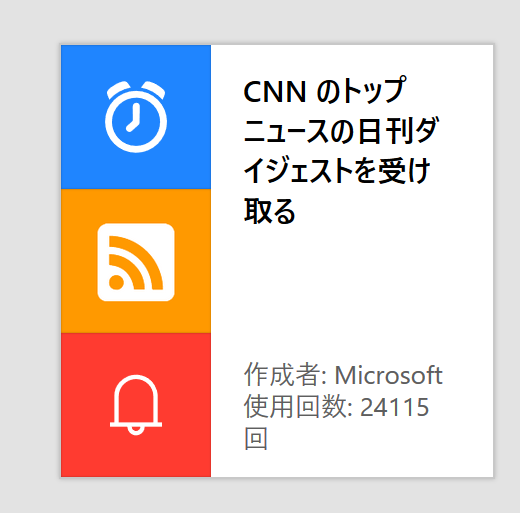 CNN のトップ
ニュースの日刊ダ
イジェストを受け
取る
作成者: Microsoft
使用回数: 24115
回